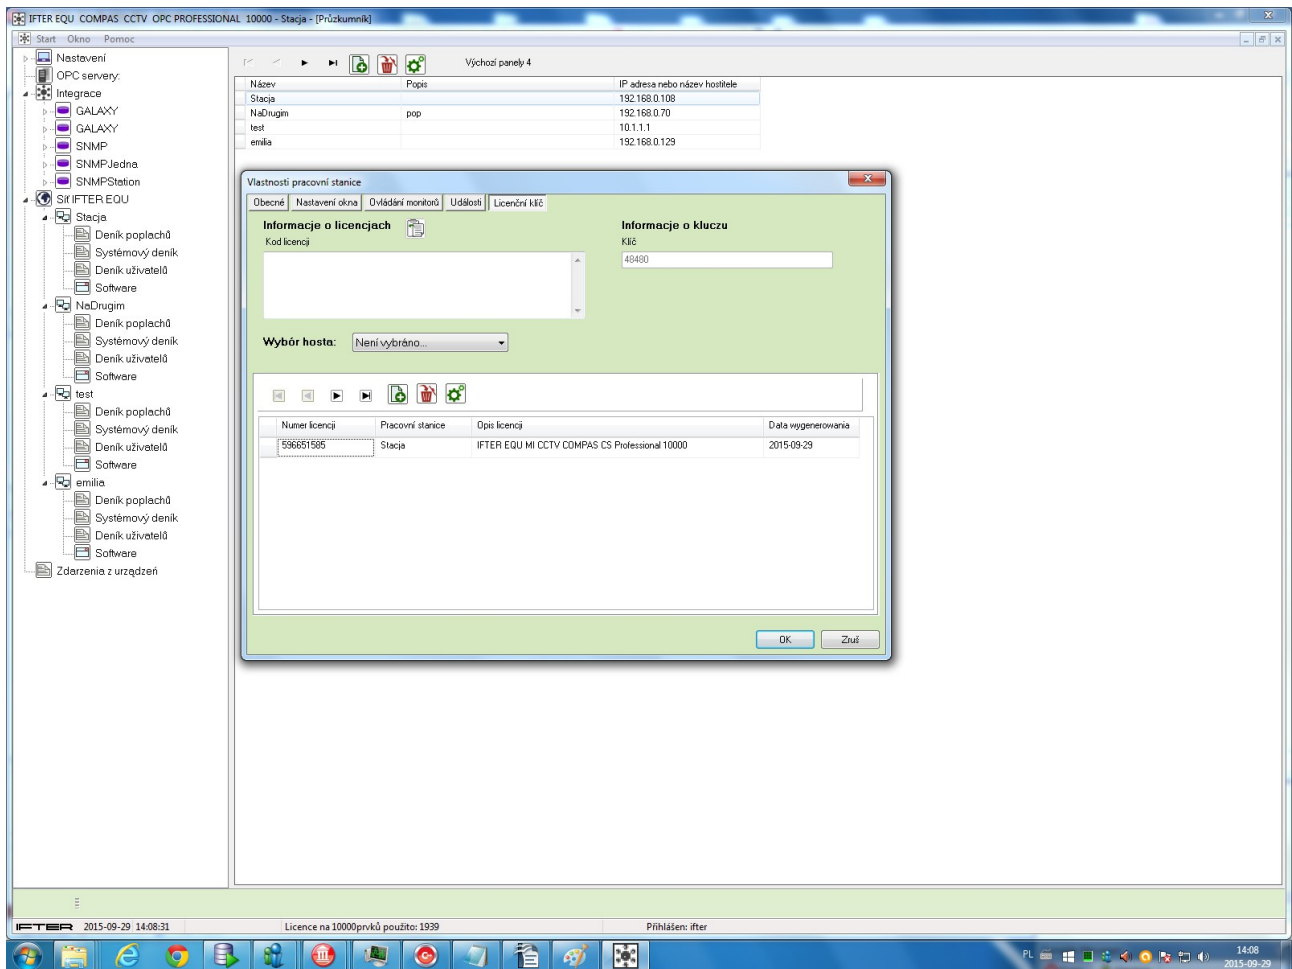 IFTER EQU COMPAS CCTV OPC PROFESSIONAL 10000 - Stacja - [Průzkumník]
Start Okno Pomoc
Nastavení
OPC servery:
Integrace
GALAXY
GALAXY
SNMP
SNMPJedna
SNMPStation
Síť IFTER EQU
Stacja
Deník poplachů
Systémový deník
Deník uživatelů
Software
NaDrugim
Deník poplachů
Systémový deník
Deník uživatelů
Software
test
Deník poplachů
Systémový deník
Deník uživatelů
Software
emilia
Deník poplachů
Systémový deník
Deník uživatelů
Software
Zdarzenia z urządzeń
Výchozí panely 4
Název Popis IP adresa nebo název hostitele
Stacja 192.168.0.108
NaDrugim pop 192.168.0.70
test 10.1.1.1
emilia 192.168.0.129
Vlastnosti pracovní stanice
Obecné Nastavení okna Ovládání monitorů Události Licenční klíč
Informacje o licencjach Informacje o kluczu
Kod licencji Klíč
48480
Wybór hosta: Není vybráno...
Numer licencji Pracovní stanice Opis licencji Data wygenerowania
596651585 Stacja IFTER EQU MI CCTV COMPAS CS Professional 10000 2015-09-29
OK Zruš
IFTER 2015-09-29 14:08:31 Licence na 10000prvků použito: 1939 Přihlášen: ifter
PL 14:08
2015-09-29